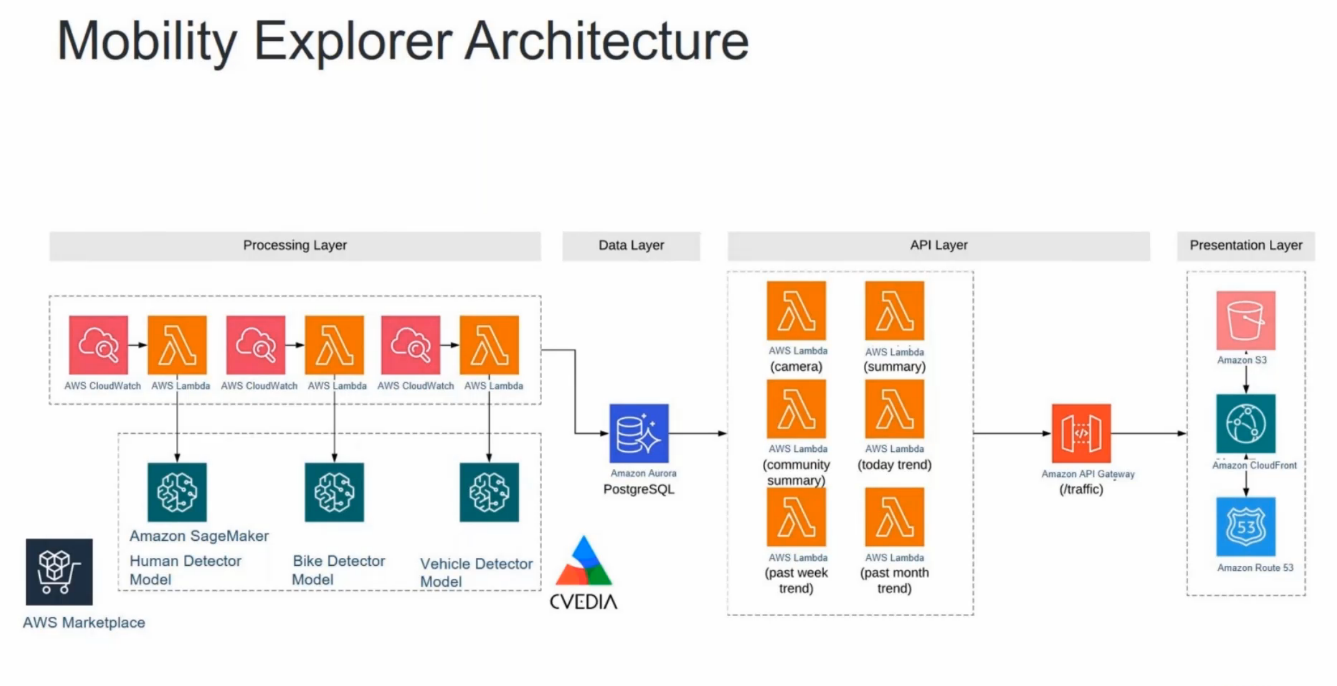 Mobility Explorer Architecture
Processing Layer
Data Layer
API Layer
Presentation Layer
AWS CloudWatch
AWS Lambda
AWS CloudWatch
AWS Lambda
AWS CloudWatch
AWS Lambda
Amazon SageMaker
Human Detector
Model
Bike Detector
Model
Vehicle Detector
Model
AWS Marketplace
CVEDIA
Amazon Aurora
PostgreSQL
AWS Lambda
(camera)
AWS Lambda
(summary)
AWS Lambda
(community
summary)
AWS Lambda
(today trend)
AWS Lambda
(past week
trend)
AWS Lambda
(past month
trend)
Amazon API Gateway
(/traffic)
</>
Amazon S3
Amazon CloudFront
53
Amazon Route 53